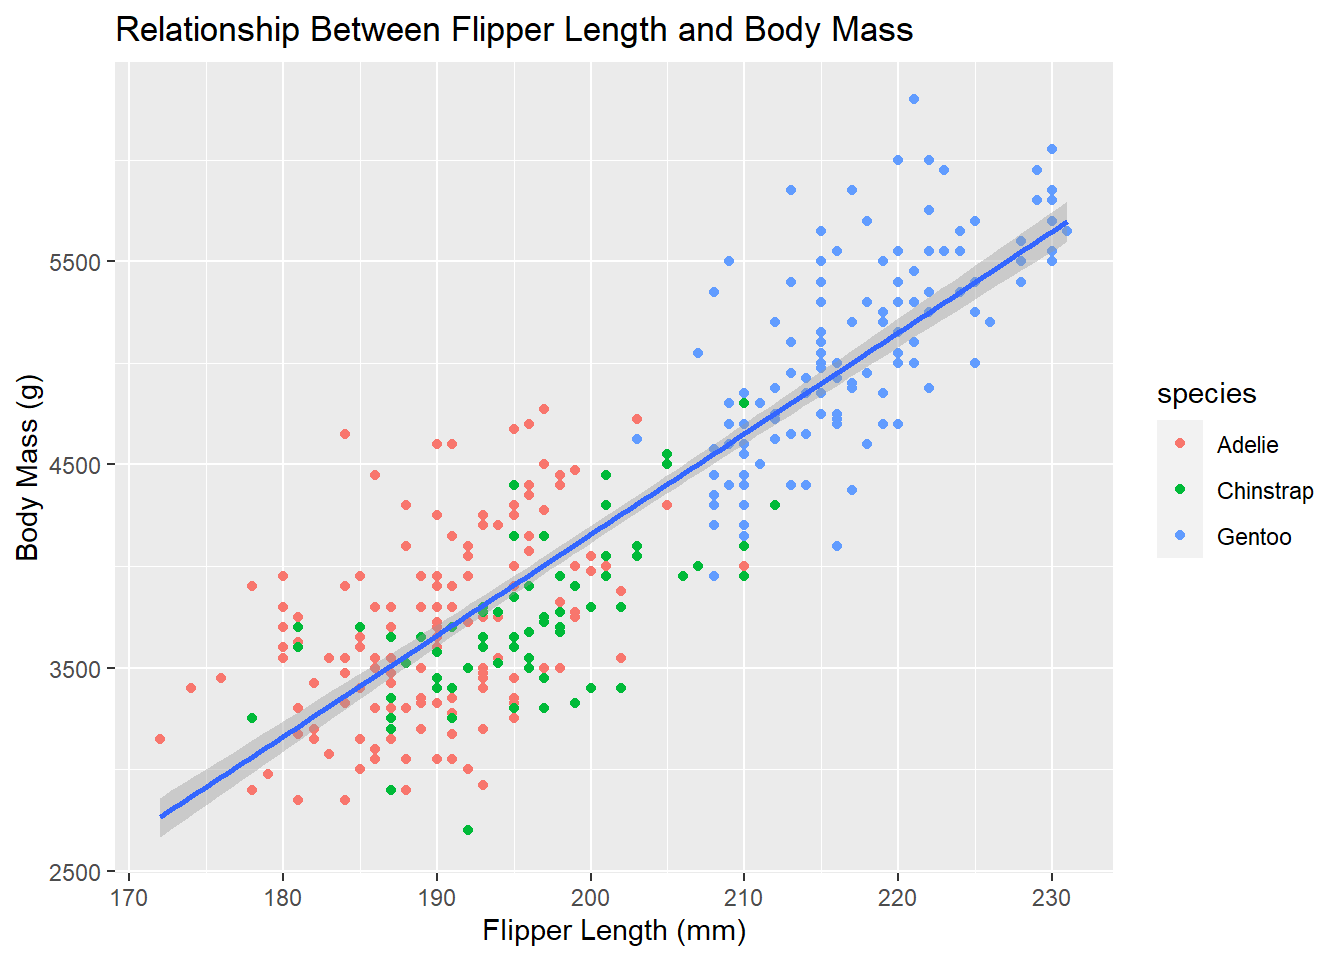 Relationship Between Flipper Length and Body Mass
Body Mass (g)
5500
4500
3500
2500
170 180 190 200 210 220 230
Flipper Length (mm)
species
Adelie
Chinstrap
Gentoo